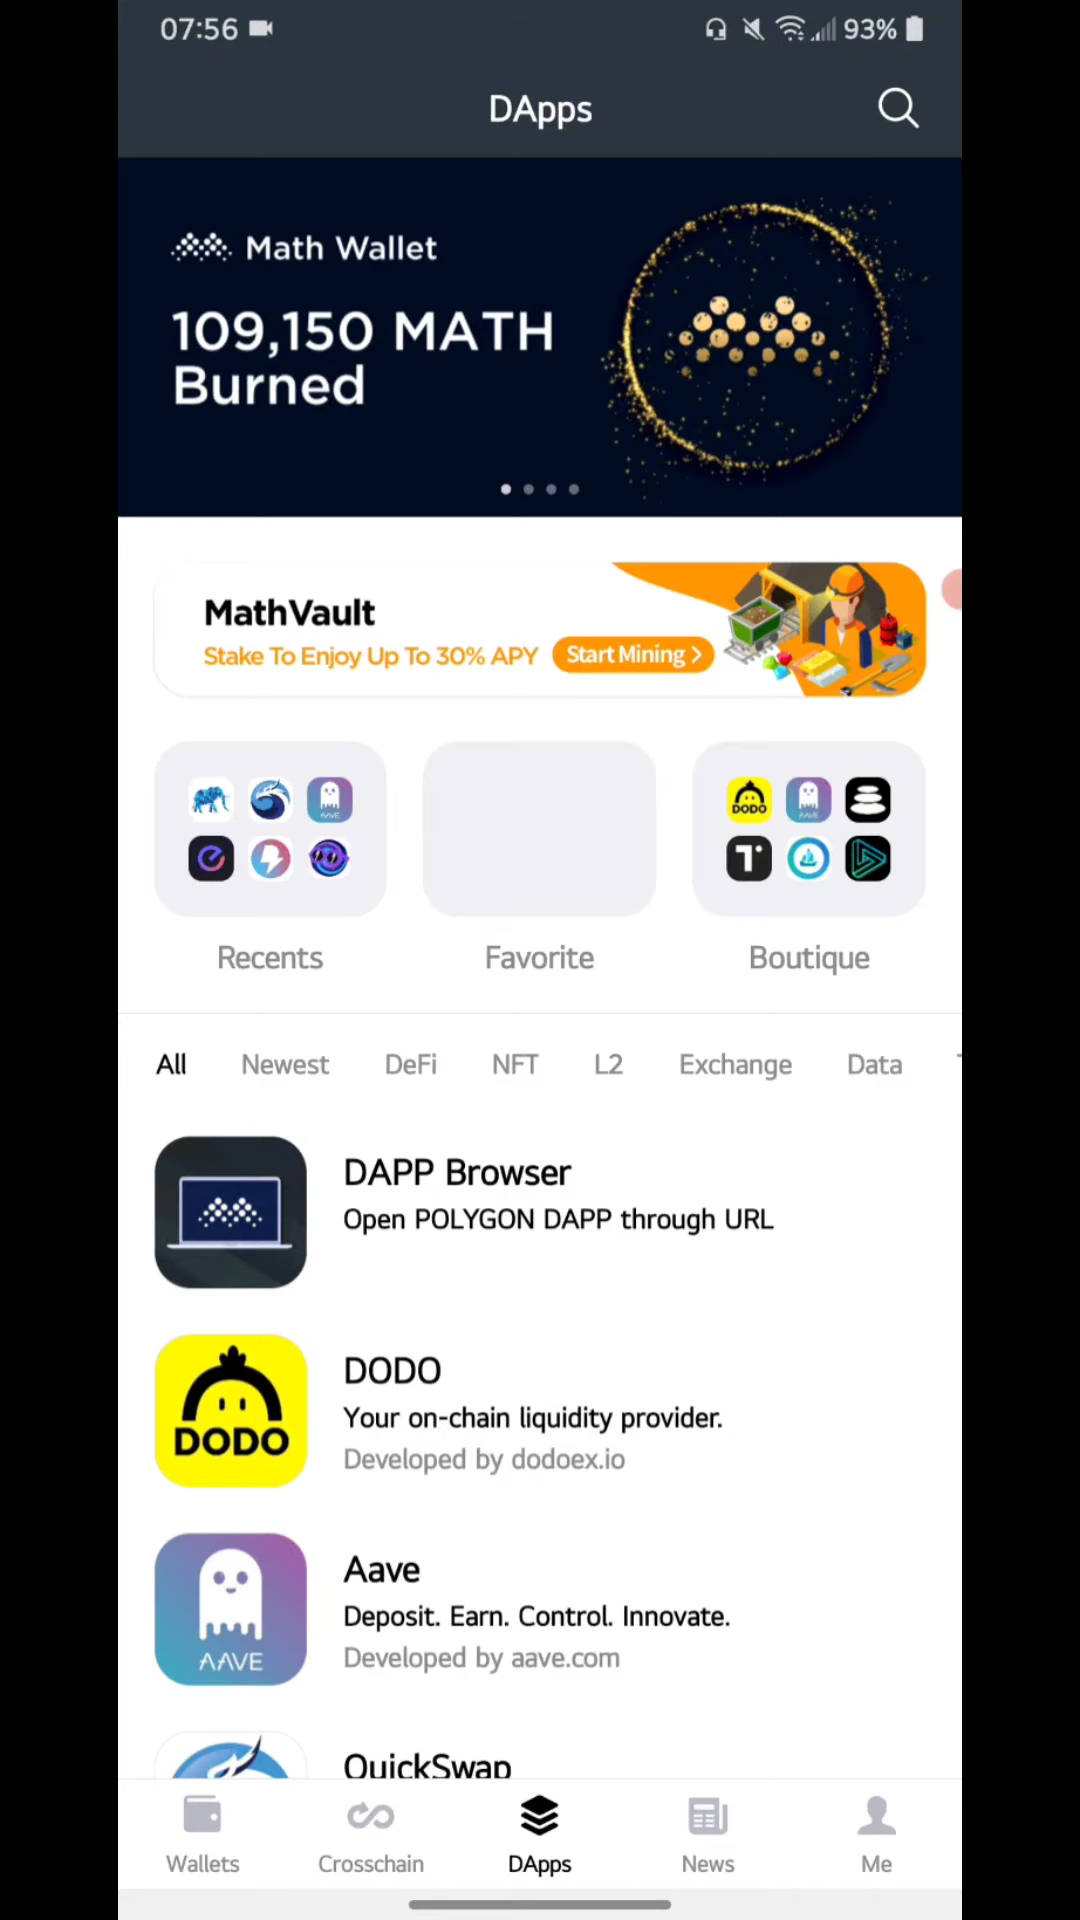 07:56
93%
DApps
Math Wallet
109,150 MATH
Burned
MathVault
Stake To Enjoy Up To 30% APY
Start Mining >
DODO
AAVE
AAVE
Recents
Favorite
Boutique
All Newest DeFi NFT L2 Exchange Data
DAPP Browser
Open POLYGON DAPP through URL
DODO
DODO
Your on-chain liquidity provider.
Developed by dodoex.io
AAVE
Aave
Deposit. Earn. Control. Innovate.
Developed by aave.com
QuickSwap
Wallets Crosschain DApps News Me